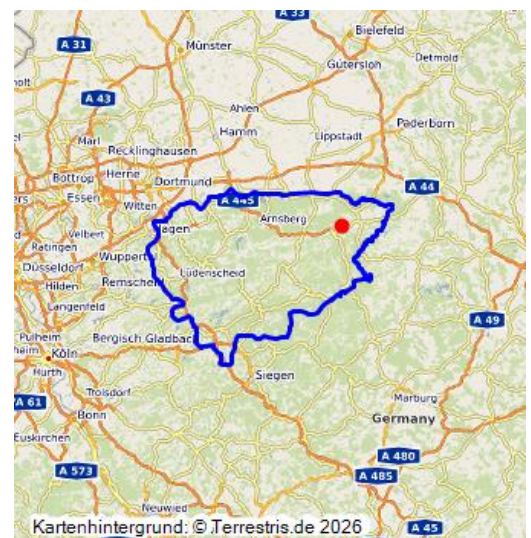 A 33
A 31
Münster
Bielefeld
Gütersloh
Detmold
A 43
Ahlen
Paderborn
Marl
Hamm
Lippstadt
Recklinghausen
Bottrop
Herne
Dortmund
A 44
Essen
Witten
A 445
Arnsberg
Velbert
Hagen
Ratingen
Wuppertal
Düsseldorf
Lüdenscheid
Hilden
Remscheid
Langenfeld
A 49
Pulheim
Bergisch Gladbach
Köln
Hürth
Siegen
Troisdorf
Marburg
A 61
Bonn
Germany
Euskirchen
A 480
A 573
A 485
Neuwied
Kartenhintergrund: © Terrestris.de 2026
A 45